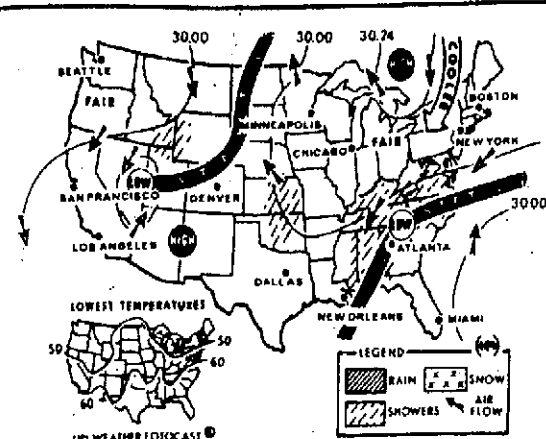 30.00 30.00 30.24
HIGH
COOLER
SEATTLE
FAIR
BOSTON
MINNEAPOLIS
NEW YORK
CHICAGO
FAIR
LOW
SAN FRANCISCO
DENVER
LOW
30.00
HIGH
ATLANTA
LOS ANGELES
DALLAS
LOWEST TEMPERATURES
NEW ORLEANS
MIAMI
50
50
60
60
UPI WEATHER FOTOCAST ©
LEGEND
RAIN
SNOW
SHOWERS
AIR FLOW